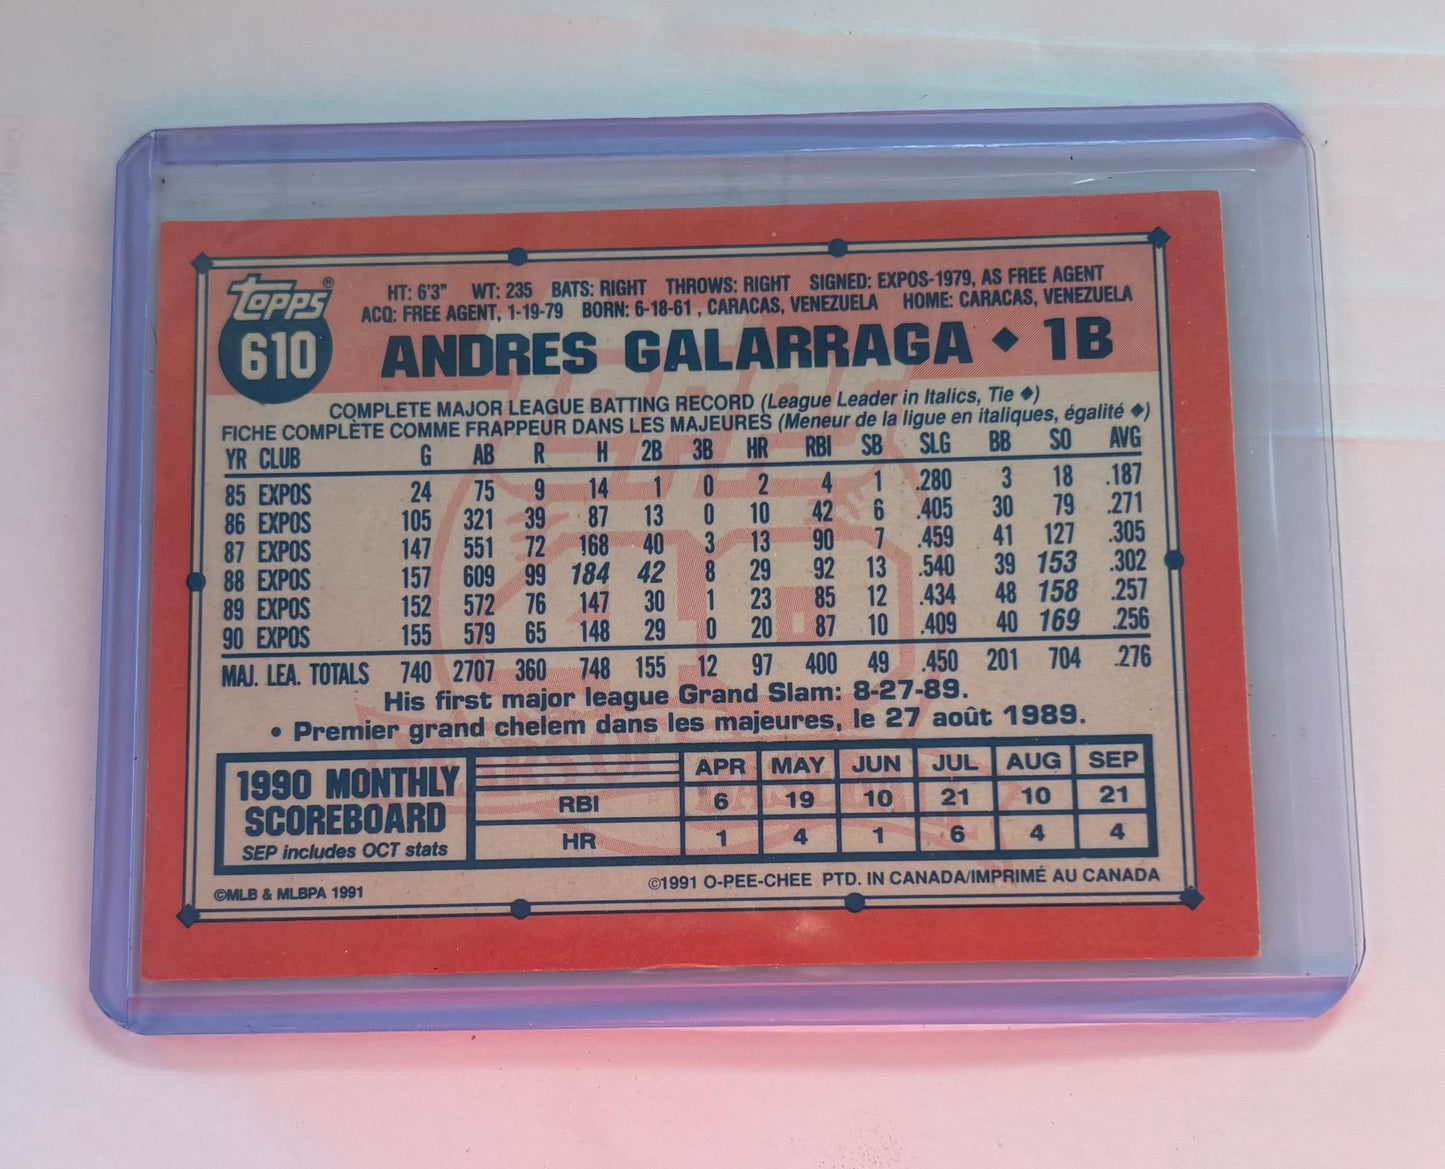 topps®
610
HT: 6'3" WT: 235 BATS: RIGHT THROWS: RIGHT SIGNED: EXPOS-1979, AS FREE AGENT
ACQ: FREE AGENT, 1-19-79 BORN: 6-18-61, CARACAS, VENEZUELA HOME: CARACAS, VENEZUELA
ANDRES GALARRAGA ◆ 1B
COMPLETE MAJOR LEAGUE BATTING RECORD (League Leader in Italics, Tie ◆)
FICHE COMPLÈTE COMME FRAPPEUR DANS LES MAJEURES (Meneur de la ligue en italiques, égalité ◆)
YR CLUB G AB R H 2B 3B HR RBI SB SLG BB SO AVG
85 EXPOS 24 75 9 14 1 0 2 4 1 .280 3 18 .187
86 EXPOS 105 321 39 87 13 0 10 42 6 .405 30 79 .271
87 EXPOS 147 551 72 168 40 3 13 90 7 .459 41 127 .305
88 EXPOS 157 609 99 184 42 8 29 92 13 .540 39 153 .302
89 EXPOS 152 572 76 147 30 1 23 85 12 .434 48 158 .257
90 EXPOS 155 579 65 148 29 0 20 87 10 .409 40 169 .256
MAJ. LEA. TOTALS 740 2707 360 748 155 12 97 400 49 .450 201 704 .276
His first major league Grand Slam: 8-27-89.
• Premier grand chelem dans les majeures, le 27 août 1989.
1990 MONTHLY
SCOREBOARD
SEP includes OCT stats
APR MAY JUN JUL AUG SEP
RBI 6 19 10 21 10 21
HR 1 4 1 6 4 4
©MLB & MLBPA 1991
©1991 O-PEE-CHEE PTD. IN CANADA/IMPRIMÉ AU CANADA